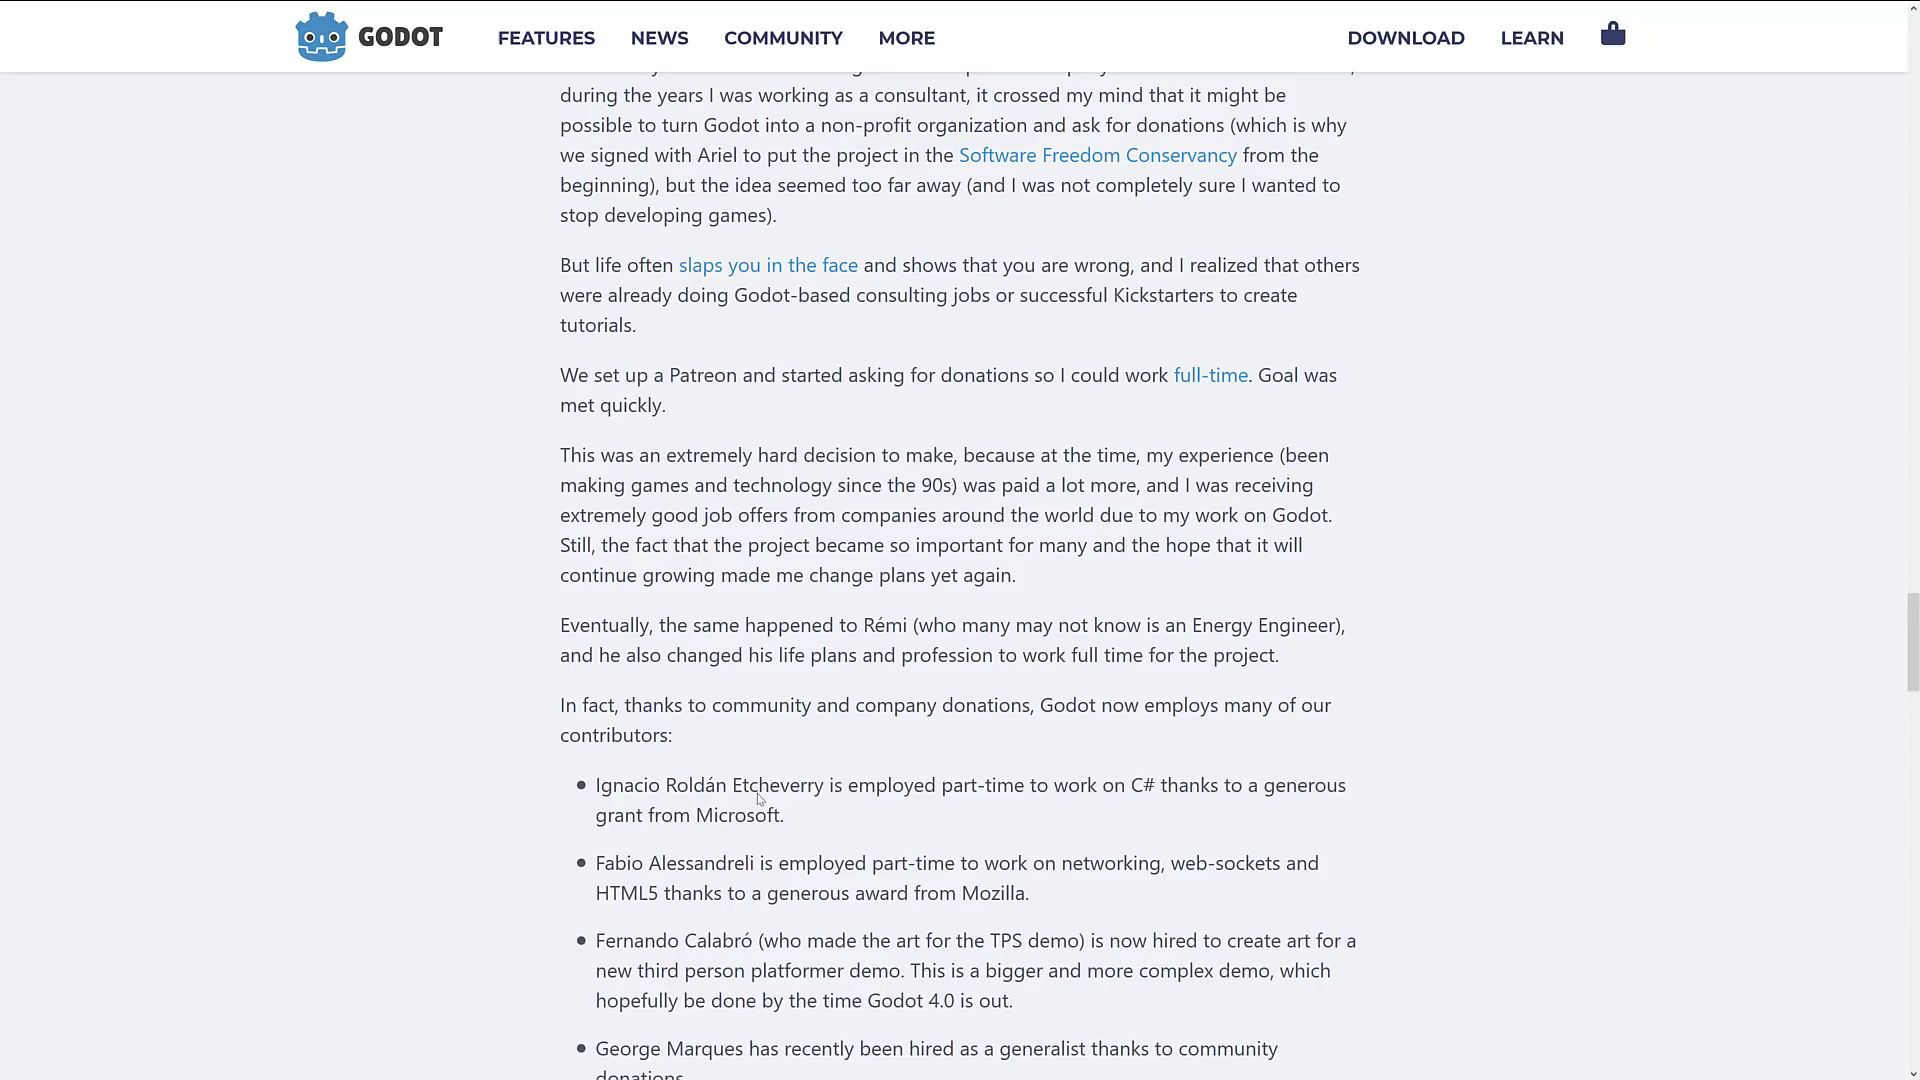 GODOT
FEATURES
NEWS
COMMUNITY
MORE
DOWNLOAD
LEARN
during the years I was working as a consultant, it crossed my mind that it might be
possible to turn Godot into a non-profit organization and ask for donations (which is why
we signed with Ariel to put the project in the Software Freedom Conservancy from the
beginning), but the idea seemed too far away (and I was not completely sure I wanted to
stop developing games).
But life often slaps you in the face and shows that you are wrong, and I realized that others
were already doing Godot-based consulting jobs or successful Kickstarters to create
tutorials.
We set up a Patreon and started asking for donations so I could work full-time. Goal was
met quickly.
This was an extremely hard decision to make, because at the time, my experience (been
making games and technology since the 90s) was paid a lot more, and I was receiving
extremely good job offers from companies around the world due to my work on Godot.
Still, the fact that the project became so important for many and the hope that it will
continue growing made me change plans yet again.
Eventually, the same happened to Rémi (who many may not know is an Energy Engineer),
and he also changed his life plans and profession to work full time for the project.
In fact, thanks to community and company donations, Godot now employs many of our
contributors:
Ignacio Roldán Etcheverry is employed part-time to work on C# thanks to a generous
grant from Microsoft.
Fabio Alessandreli is employed part-time to work on networking, web-sockets and
HTML5 thanks to a generous award from Mozilla.
Fernando Calabró (who made the art for the TPS demo) is now hired to create art for a
new third person platformer demo. This is a bigger and more complex demo, which
hopefully be done by the time Godot 4.0 is out.
George Marques has recently been hired as a generalist thanks to community
donations.